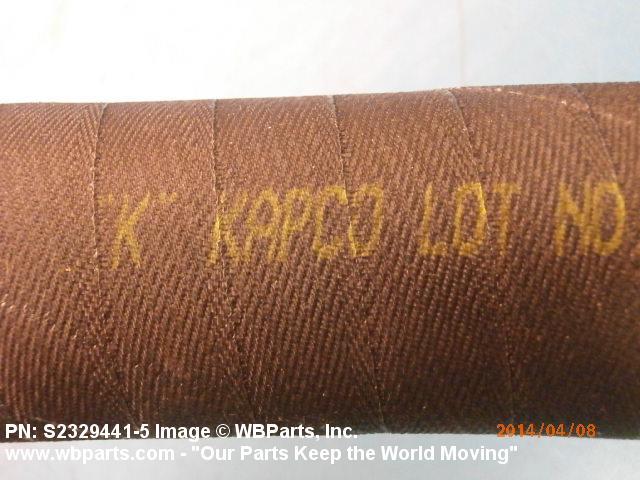 "K" KAPCO LOT NO
PN: S2329441-5 Image © WBParts, Inc.
2014/04/08
www.wbparts.com - "Our Parts Keep the World Moving"